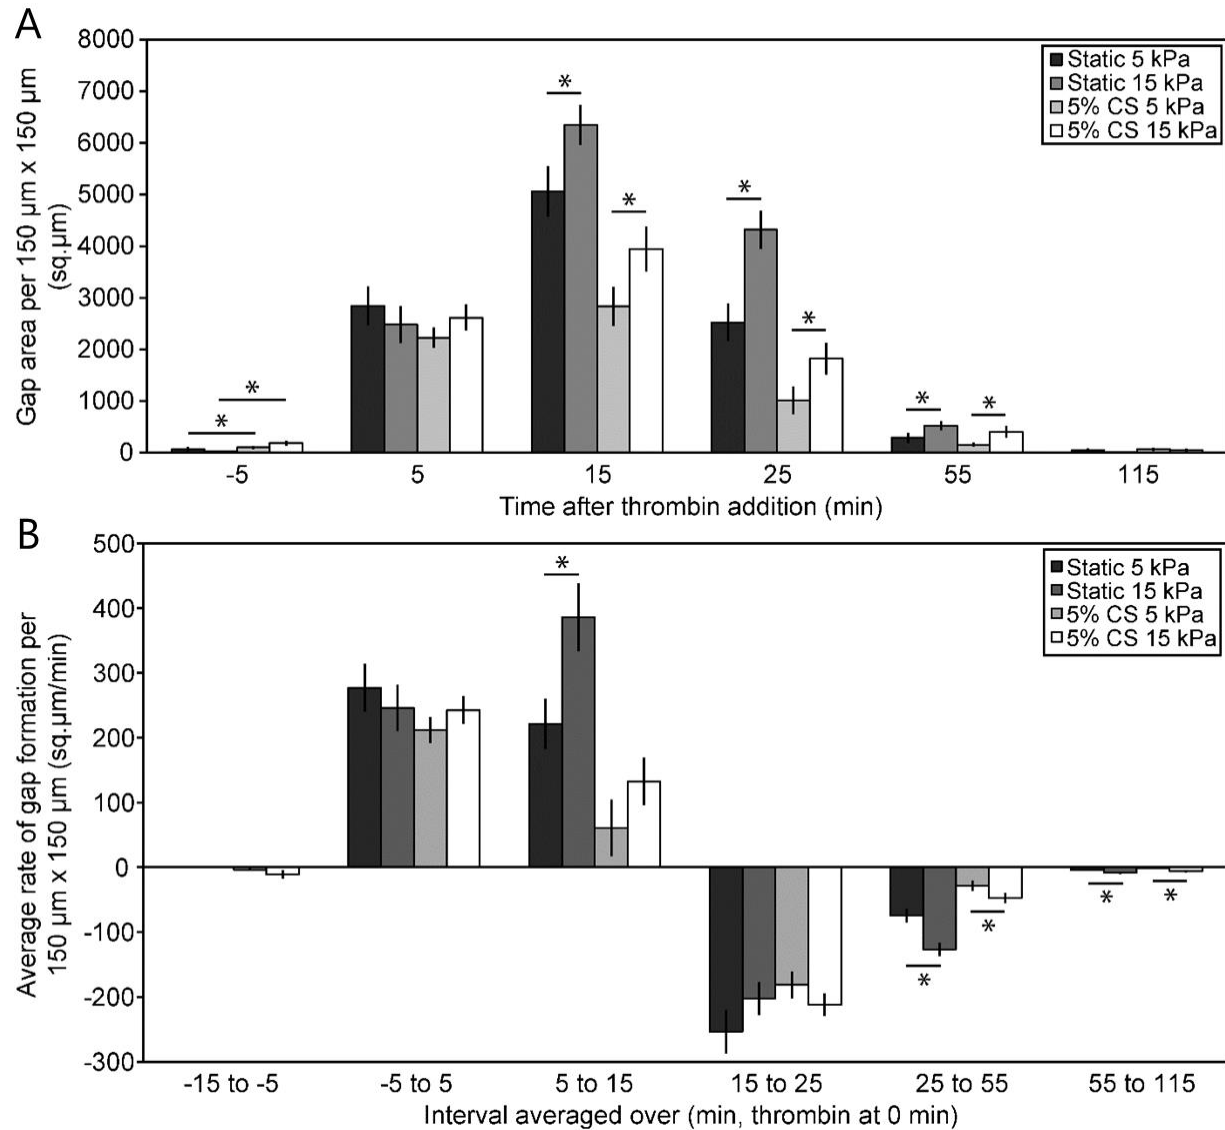 A
8000
7000
6000
5000
4000
3000
2000
1000
0
Gap area per 150 µm x 150 µm
(sq.µm)
Static 5 kPa
Static 15 kPa
5% CS 5 kPa
5% CS 15 kPa
*
*
*
*
*
*
*
*
-5 5 15 25 55 115
Time after thrombin addition (min)
B
500
400
300
200
100
0
-100
-200
-300
Average rate of gap formation per
150 µm x 150 µm (sq.µm/min)
Static 5 kPa
Static 15 kPa
5% CS 5 kPa
5% CS 15 kPa
*
*
*
*
*
-15 to -5 -5 to 5 5 to 15 15 to 25 25 to 55 55 to 115
Interval averaged over (min, thrombin at 0 min)